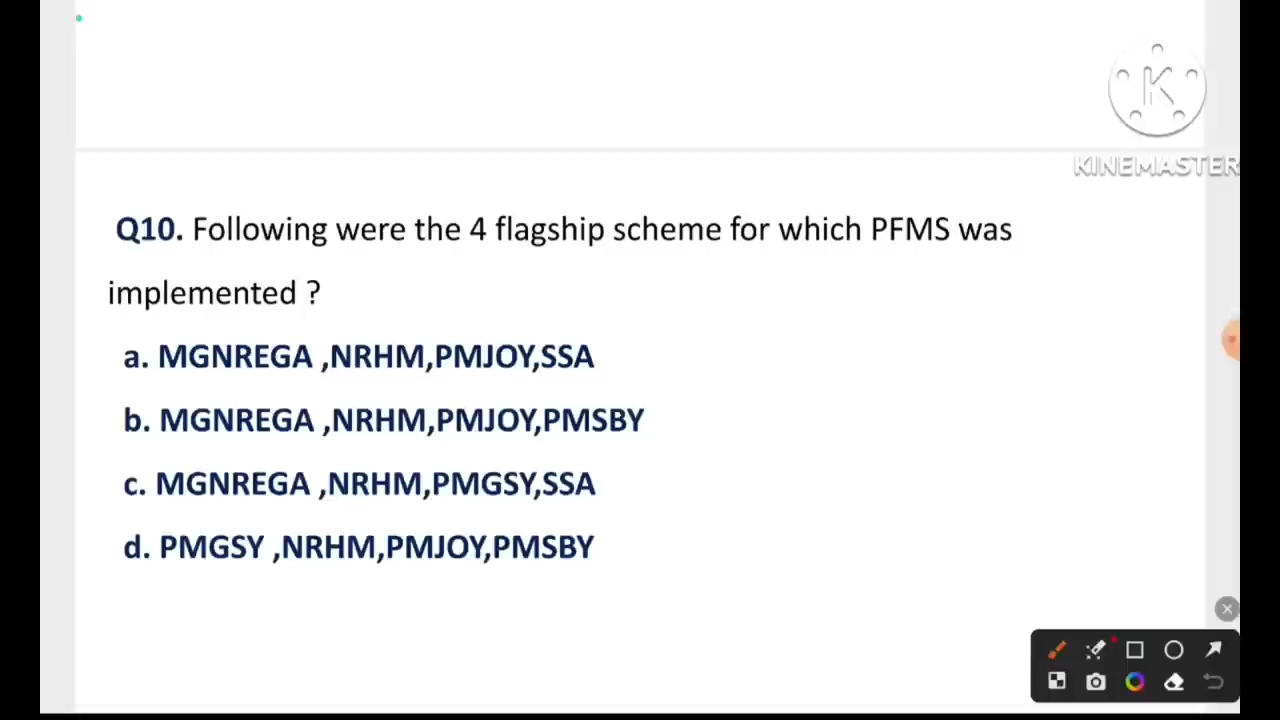 K
KINEMASTER
Q10. Following were the 4 flagship scheme for which PFMS was
implemented ?
a. MGNREGA ,NRHM,PMJOY,SSA
b. MGNREGA ,NRHM,PMJOY,PMSBY
c. MGNREGA ,NRHM,PMGSY,SSA
d. PMGSY ,NRHM,PMJOY,PMSBY